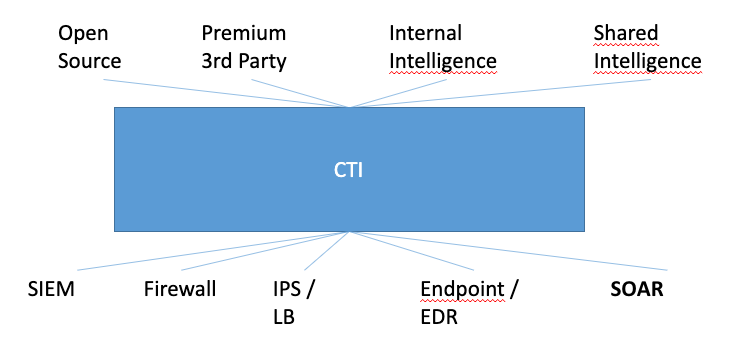 Open
Source
Premium
3rd Party
Internal
Intelligence
Shared
Intelligence
CTI
SIEM
Firewall
IPS /
LB
Endpoint /
EDR
SOAR